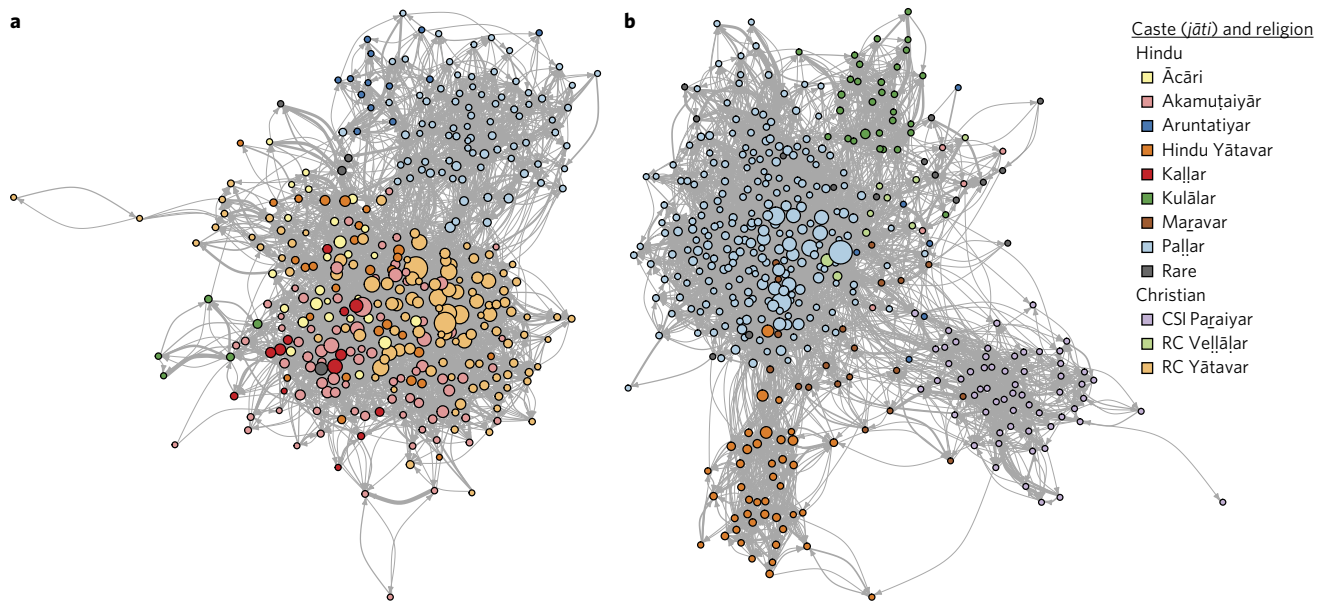 a
b
Caste (jāti) and religion
Hindu
Ācāri
Akamuṭaiyār
Aruntatiyar
Hindu Yātavar
Kaḷḷar
Kulālar
Maṟavar
Paḷḷar
Rare
Christian
CSI Paṟaiyar
RC Veḷḷāḷar
RC Yātavar